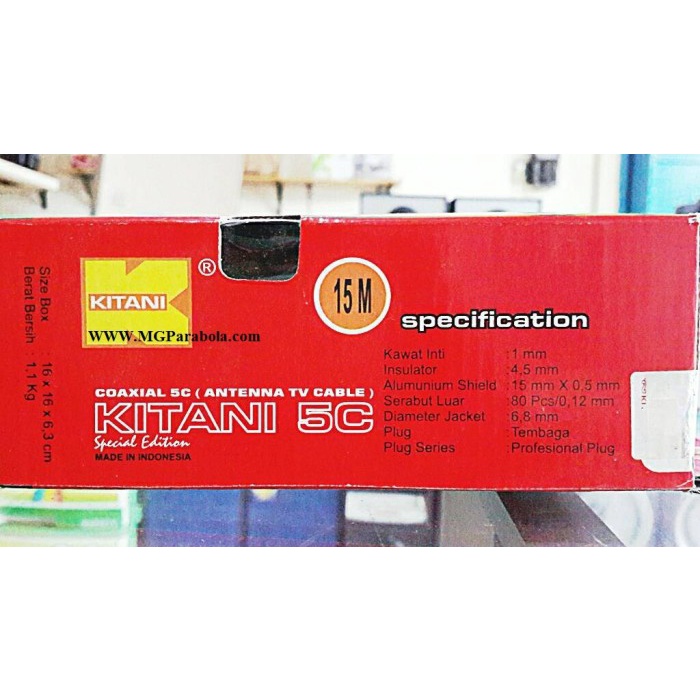 Size Box : 16 x 16 x 6,3 cm
Berat Bersih : 1,1 Kg
KITANI
®
WWW.MGParabola.com
15 M
COAXIAL 5C ( ANTENNA TV CABLE )
KITANI 5C
Special Edition
MADE IN INDONESIA
specification
Kawat Inti : 1 mm
Insulator : 4,5 mm
Alumunium Shield : 15 mm X 0,5 mm
Serabut Luar : 80 Pcs/0,12 mm
Diameter Jacket : 6,8 mm
Plug : Tembaga
Plug Series : Profesional Plug